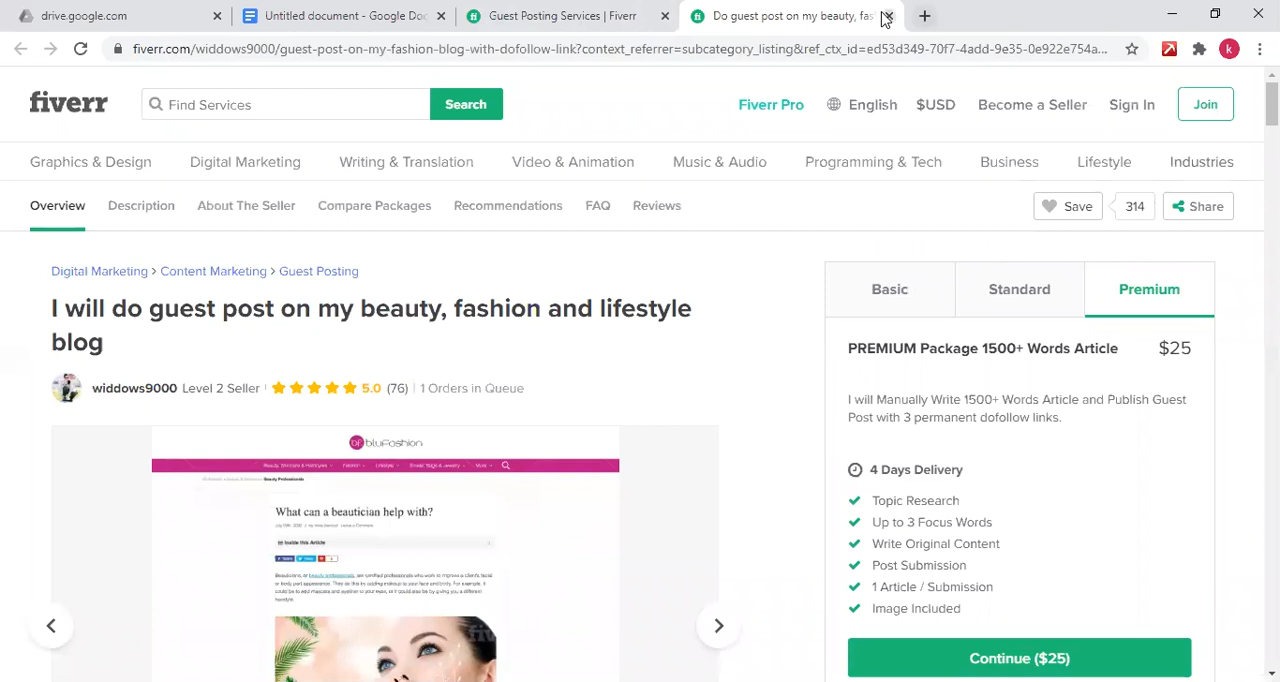 drive.google.com
Untitled document - Google Doc
Guest Posting Services | Fiverr
Do guest post on my beauty, fas
fiverr.com/widdows9000/guest-post-on-my-fashion-blog-with-dofollow-link?context_referrer=subcategory_listing&ref_ctx_id=ed53d349-70f7-4add-9e35-0e922e754a...
k
fiverr
Find Services
Search
Fiverr Pro
English
$USD
Become a Seller
Sign In
Join
Graphics & Design
Digital Marketing
Writing & Translation
Video & Animation
Music & Audio
Programming & Tech
Business
Lifestyle
Industries
Overview
Description
About The Seller
Compare Packages
Recommendations
FAQ
Reviews
Save
314
Share
Digital Marketing > Content Marketing > Guest Posting
I will do guest post on my beauty, fashion and lifestyle
blog
widdows9000 Level 2 Seller
5.0 (76)
1 Orders in Queue
bluFashion
What can a beautician help with?
Inside this Article
Basic
Standard
Premium
PREMIUM Package 1500+ Words Article
$25
I will Manually Write 1500+ Words Article and Publish Guest
Post with 3 permanent dofollow links.
4 Days Delivery
Topic Research
Up to 3 Focus Words
Write Original Content
Post Submission
1 Article / Submission
Image Included
Continue ($25)